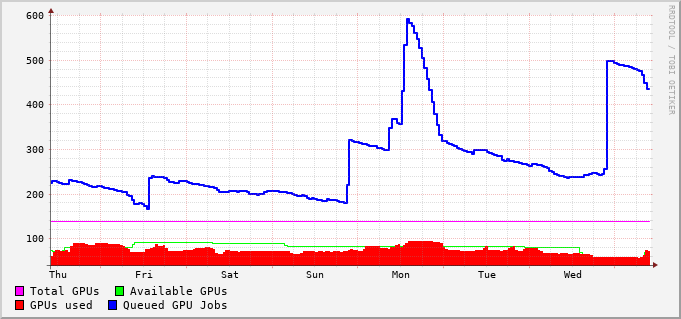 600
500
400
300
200
100
Thu Fri Sat Sun Mon Tue Wed
Total GPUs Available GPUs
GPUs used Queued GPU Jobs
RRDTOOL / TOBI OETIKER